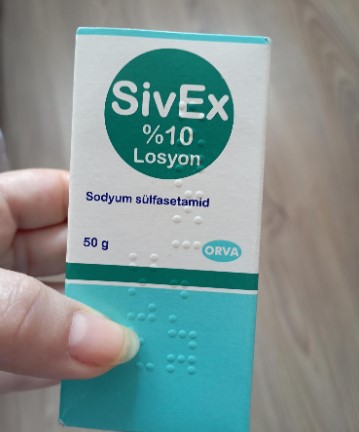 SivEx
%10
Losyon
Sodyum sülfasetamid
50 g
ORVA